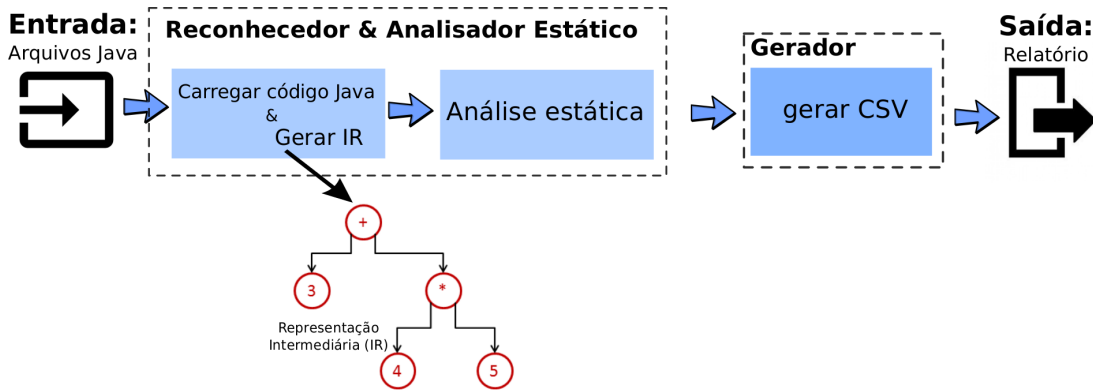 Entrada:
Arquivos Java
Reconhecedor & Analisador Estático
Carregar código Java
&
Gerar IR
Análise estática
Gerador
gerar CSV
Saída:
Relatório
+
3
*
Representação
Intermediária (IR)
4
5